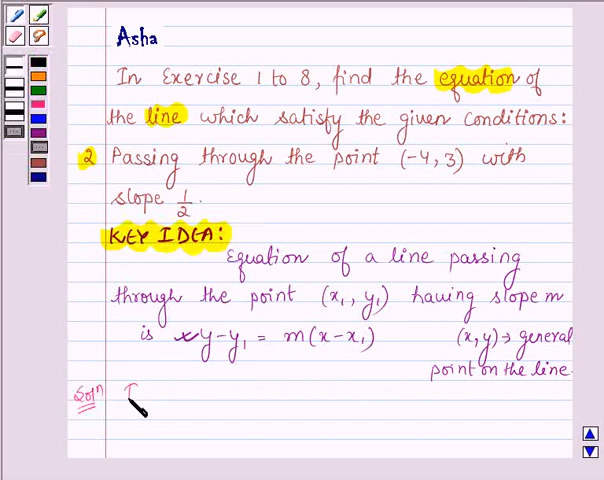 Asha
In Exercise 1 to 8, find the equation of
the line which satisfy the given conditions:
2 Passing through the point (-4, 3) with
slope 1/2.
KEY IDEA:
Equation of a line passing
through the point (x₁, y₁) having slope m
is y-y₁ = m(x-x₁) (x, y) → general
point on the line.
Solⁿ I